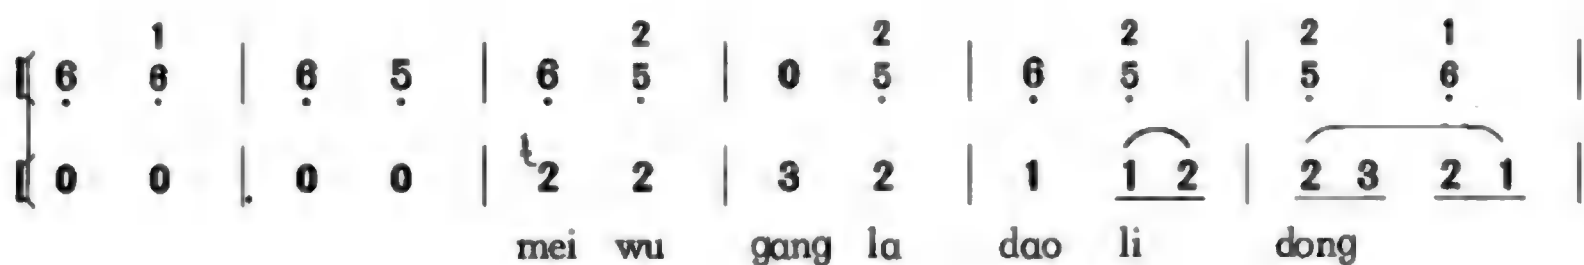 1 2 2 2 2 1
6 6 | 6 5 | 6 5 | 0 5 | 6 5 | 5 6 |
0 0 | 0 0 | 2 2 | 3 2 | 1 1 2 | 2 3 2 1 |
mei wu gang la dao li dong